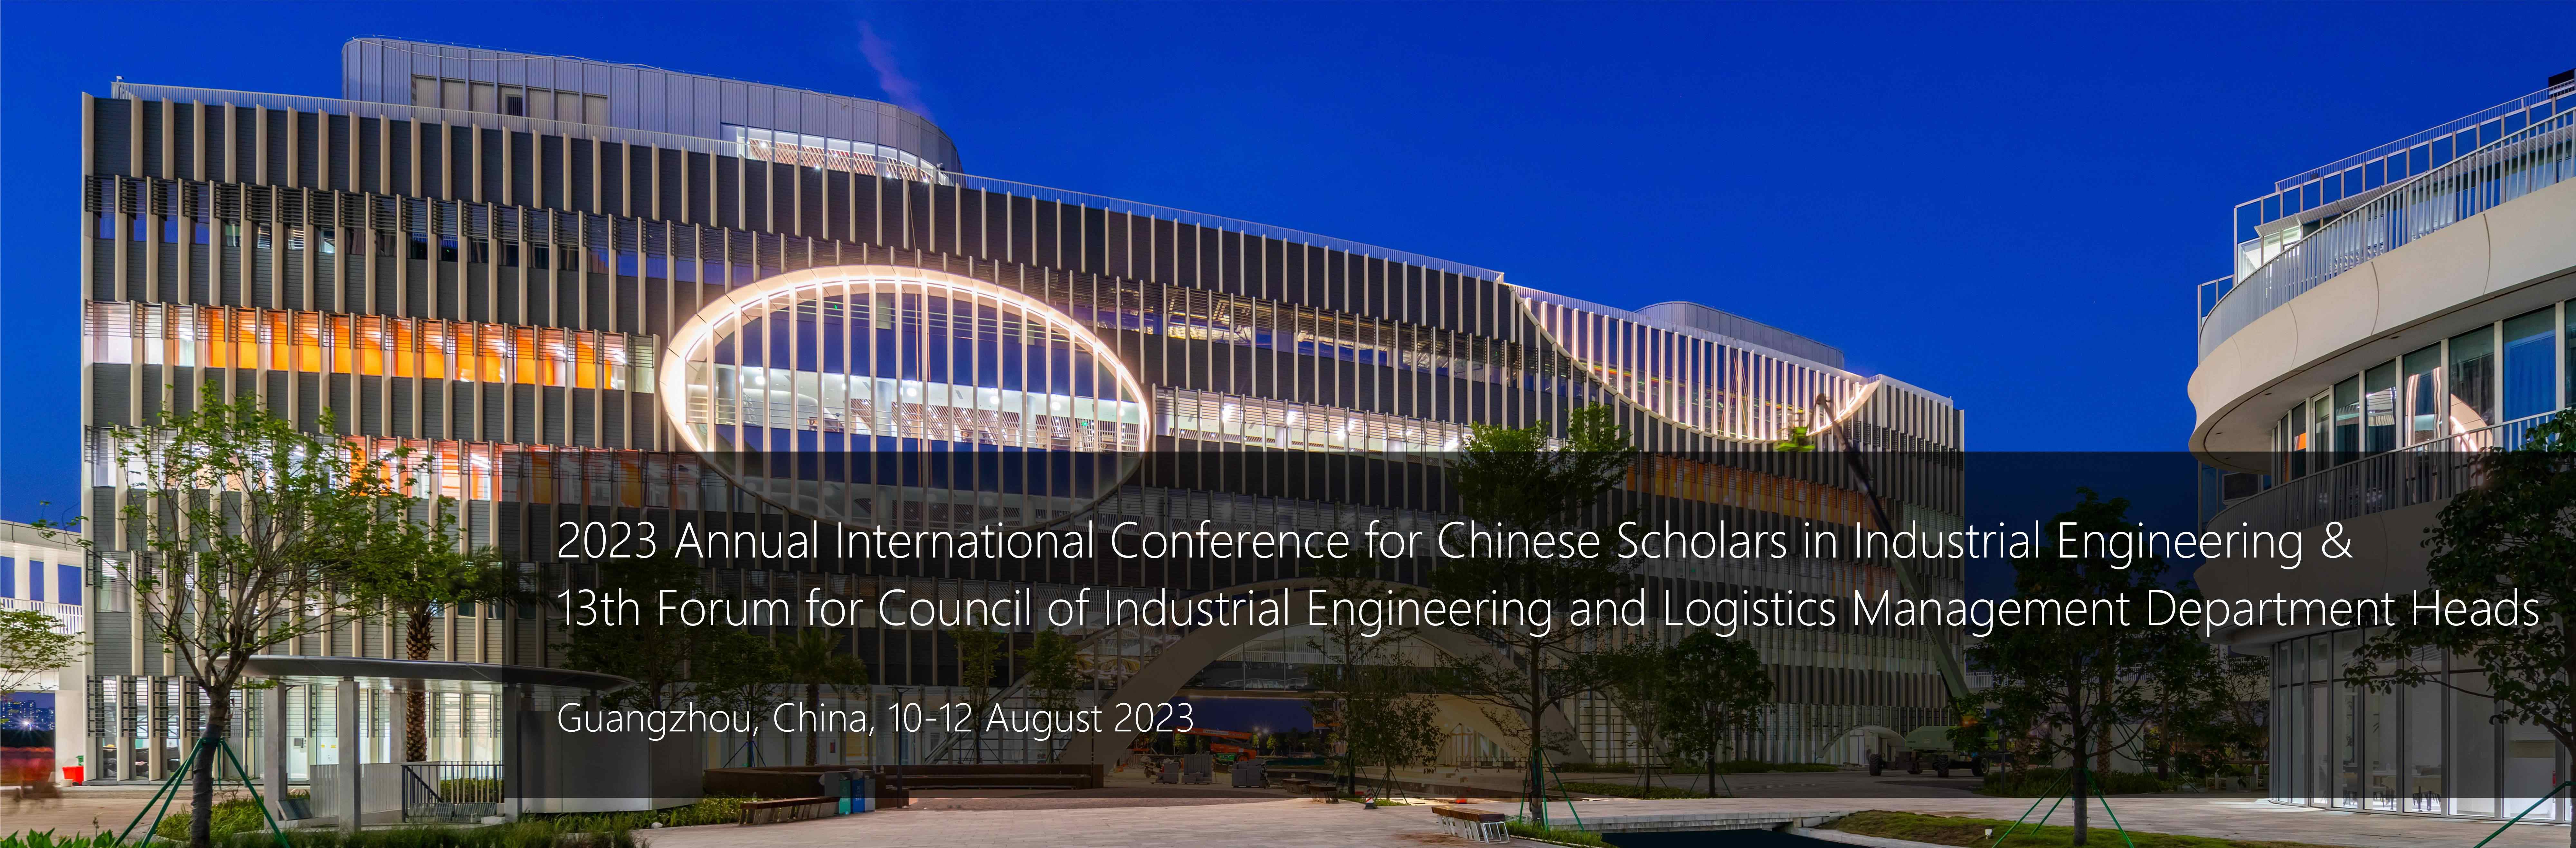 2023 Annual International Conference for Chinese Scholars in Industrial Engineering &
13th Forum for Council of Industrial Engineering and Logistics Management Department Heads
Guangzhou, China, 10-12 August 2023